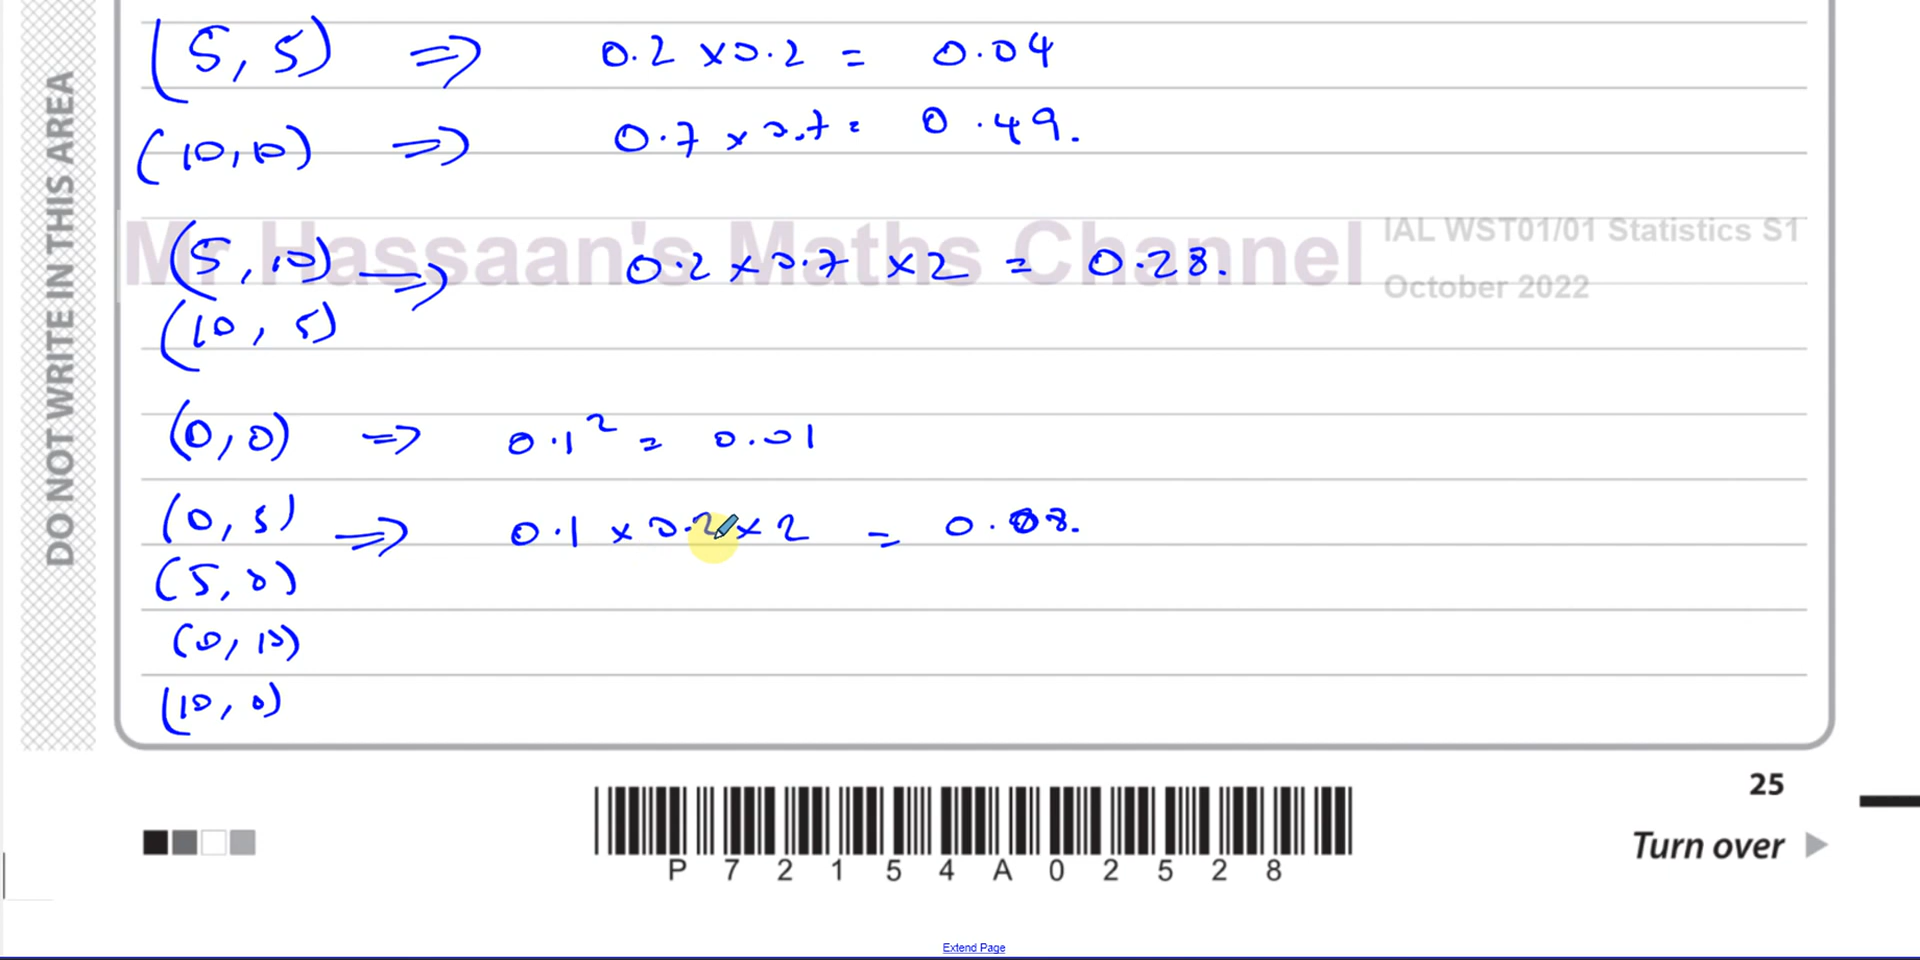 DO NOT WRITE IN THIS AREA
(5, 5) ⇒ 0.2 × 0.2 = 0.04
(10, 10) ⇒ 0.7 × 0.7 = 0.49.
Mr Hassaan's Maths Channel
IAL WST01/01 Statistics S1
October 2022
(5, 10) ⇒ 0.2 × 0.7 × 2 = 0.28.
(10, 5)
(0, 0) ⇒ 0.1² = 0.01
(0, 5) ⇒ 0.1 × 0.2 × 2 = 0.08.
(5, 0)
(0, 10)
(10, 0)
25
Turn over
P 7 2 1 5 4 A 0 2 5 2 8
Extend Page